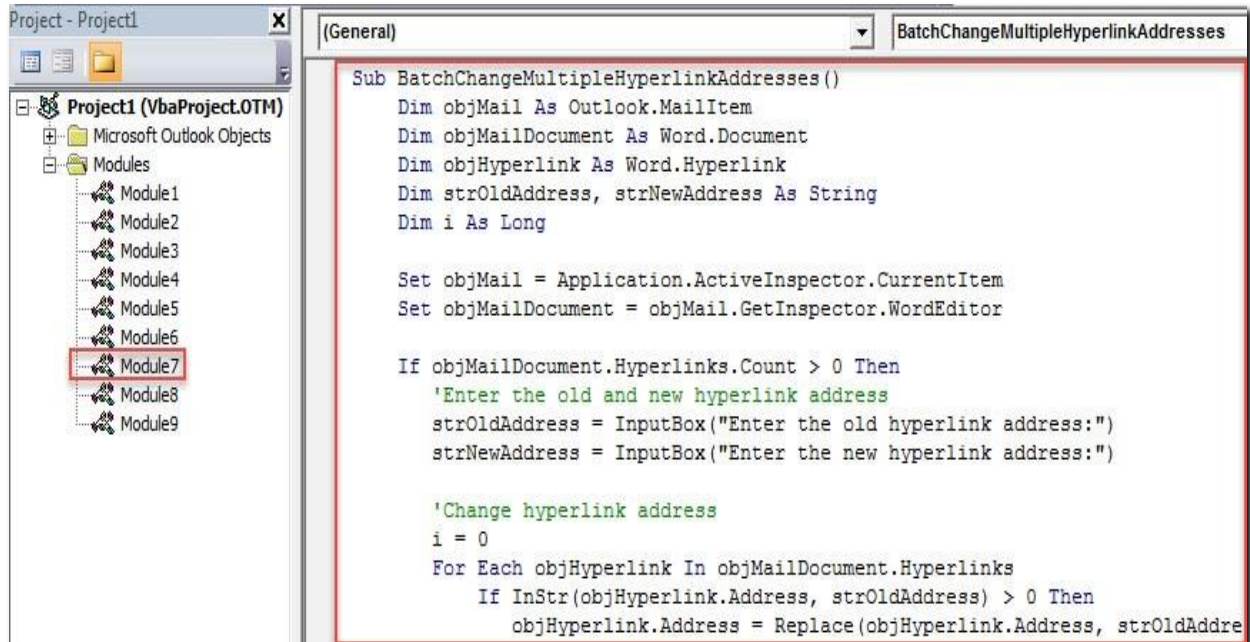 Project - Project1
Project1 (VbaProject.OTM)
Microsoft Outlook Objects
Modules
Module1
Module2
Module3
Module4
Module5
Module6
Module7
Module8
Module9
(General)
BatchChangeMultipleHyperlinkAddresses
Sub BatchChangeMultipleHyperlinkAddresses()
Dim objMail As Outlook.MailItem
Dim objMailDocument As Word.Document
Dim objHyperlink As Word.Hyperlink
Dim strOldAddress, strNewAddress As String
Dim i As Long
Set objMail = Application.ActiveInspector.CurrentItem
Set objMailDocument = objMail.GetInspector.WordEditor
If objMailDocument.Hyperlinks.Count > 0 Then
'Enter the old and new hyperlink address
strOldAddress = InputBox("Enter the old hyperlink address:")
strNewAddress = InputBox("Enter the new hyperlink address:")
'Change hyperlink address
i = 0
For Each objHyperlink In objMailDocument.Hyperlinks
If InStr(objHyperlink.Address, strOldAddress) > 0 Then
objHyperlink.Address = Replace(objHyperlink.Address, strOldAddre